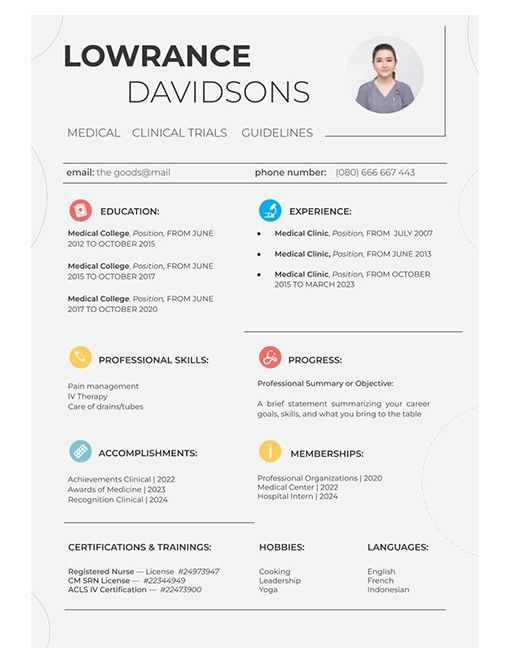 LOWRANCE
DAVIDSONS
MEDICAL CLINICAL TRIALS GUIDELINES
email: the goods@mail
phone number: (080) 666 667 443
EDUCATION:
Medical College, Position, FROM JUNE
2012 TO OCTOBER 2015
Medical College, Position, FROM JUNE
2015 TO OCTOBER 2017
Medical College, Position, FROM JUNE
2017 TO OCTOBER 2020
EXPERIENCE:
• Medical Clinic, Position, FROM JULY 2007
• Medical Clinic, Position, FROM JUNE 2013
• Medical Clinic, Position, FROM OCTOBER
2015 TO MARCH 2023
PROFESSIONAL SKILLS:
Pain management
IV Therapy
Care of drains/tubes
PROGRESS:
Professional Summary or Objective:
A brief statement summarizing your career
goals, skills, and what you bring to the table
ACCOMPLISHMENTS:
Achievements Clinical | 2022
Awards of Medicine | 2023
Recognition Clinical | 2024
MEMBERSHIPS:
Professional Organizations | 2020
Medical Center | 2022
Hospital Intern | 2024
CERTIFICATIONS & TRAININGS:
Registered Nurse — License #24973947
CM SRN License — #22344949
ACLS IV Certification — #22473900
HOBBIES:
Cooking
Leadership
Yoga
LANGUAGES:
English
French
Indonesian